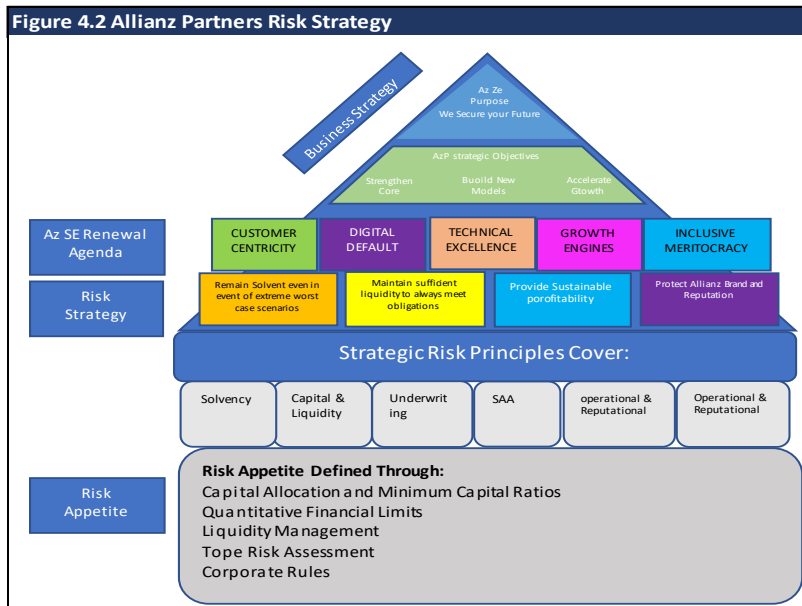 Figure 4.2 Allianz Partners Risk Strategy
Business Strategy
Az Ze
Purpose
We Secure your Future
AzP strategic Objectives
Strengthen
Core
Buoild New
Models
Accelerate
Gtowth
Az SE Renewal
Agenda
CUSTOMER
CENTRICITY
DIGITAL
DEFAULT
TECHNICAL
EXCELLENCE
GROWTH
ENGINES
INCLUSIVE
MERITOCRACY
Risk
Strategy
Remain Solvent even in
event of extreme worst
case scenarios
Maintain suffident
liquidity to always meet
obligations
Provide Sustainable
porofitability
Protect Allianz Brand and
Reputation
Strategic Risk Principles Cover:
Solvency
Capital &
Liquidity
Underwrit
ing
SAA
operational &
Reputational
Operational &
Reputational
Risk
Appetite
Risk Appetite Defined Through:
Capital Allocation and Minimum Capital Ratios
Quantitative Financial Limits
Liquidity Management
Tope Risk Assessment
Corporate Rules